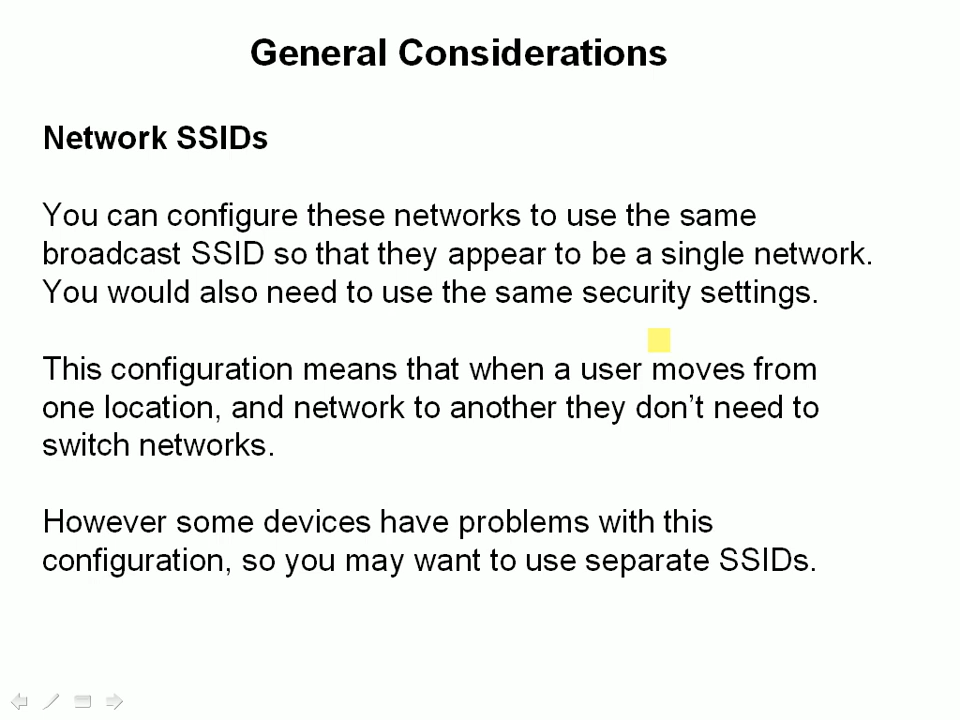 General Considerations
Network SSIDs
You can configure these networks to use the same
broadcast SSID so that they appear to be a single network.
You would also need to use the same security settings.
This configuration means that when a user moves from
one location, and network to another they don’t need to
switch networks.
However some devices have problems with this
configuration, so you may want to use separate SSIDs.